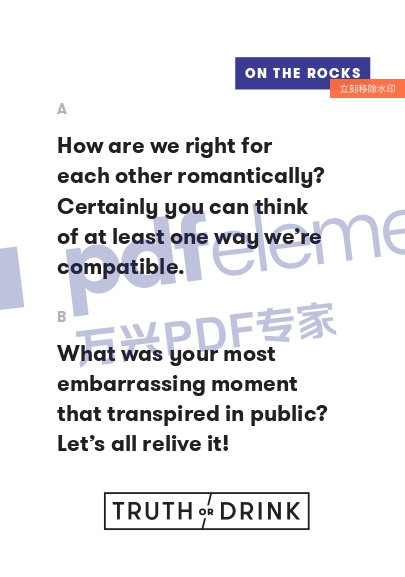 ON THE ROCKS
立刻移除水印
A
How are we right for
each other romantically?
Certainly you can think
of at least one way we’re
compatible.
pdfeleme
万兴PDF专家
B
What was your most
embarrassing moment
that transpired in public?
Let’s all relive it!
TRUTH OR DRINK